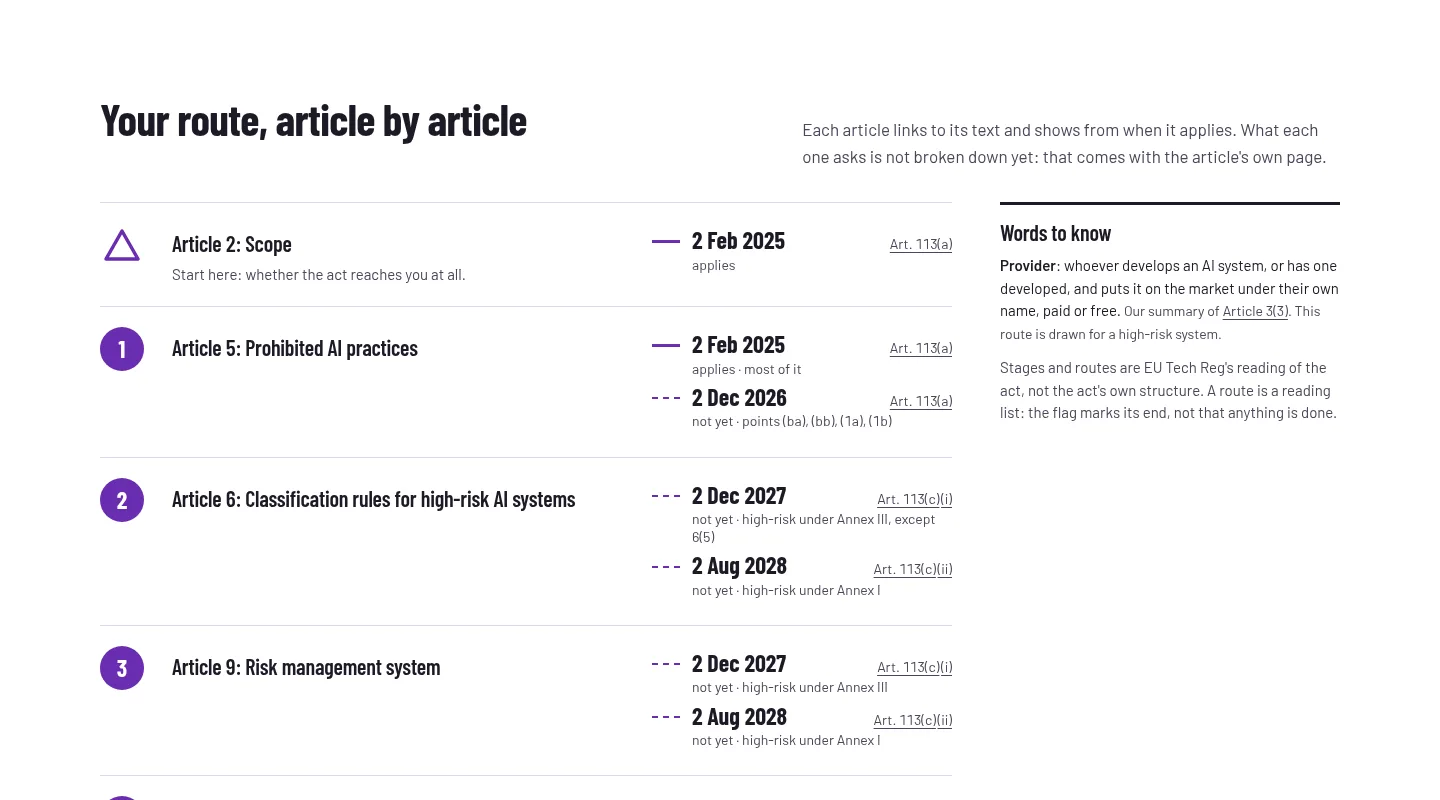 Your route, article by article
Each article links to its text and shows from when it applies. What each
one asks is not broken down yet: that comes with the article's own page.
Article 2: Scope
Start here: whether the act reaches you at all.
2 Feb 2025
Art. 113(a)
applies
1
Article 5: Prohibited AI practices
2 Feb 2025
Art. 113(a)
applies · most of it
2 Dec 2026
Art. 113(a)
not yet · points (ba), (bb), (1a), (1b)
2
Article 6: Classification rules for high-risk AI systems
2 Dec 2027
Art. 113(c)(i)
not yet · high-risk under Annex III, except
6(5)
2 Aug 2028
Art. 113(c)(ii)
not yet · high-risk under Annex I
3
Article 9: Risk management system
2 Dec 2027
Art. 113(c)(i)
not yet · high-risk under Annex III
2 Aug 2028
Art. 113(c)(ii)
not yet · high-risk under Annex I
Words to know
Provider: whoever develops an AI system, or has one
developed, and puts it on the market under their own
name, paid or free. Our summary of Article 3(3). This
route is drawn for a high-risk system.
Stages and routes are EU Tech Reg's reading of the
act, not the act's own structure. A route is a reading
list: the flag marks its end, not that anything is done.